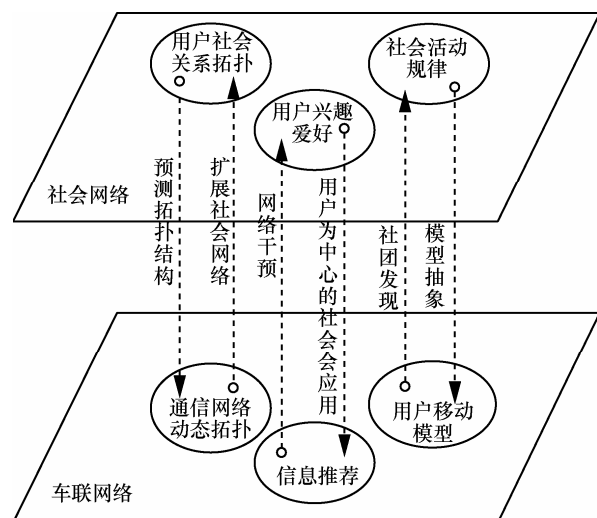 用户社会
关系拓扑
社会活动
规律
用户兴趣
爱好
社会网络
预测拓扑结构
扩展社会网络
网络干预
用户为中心的社会会应用
社团发现
模型抽象
通信网络
动态拓扑
用户移动
模型
信息推荐
车联网络